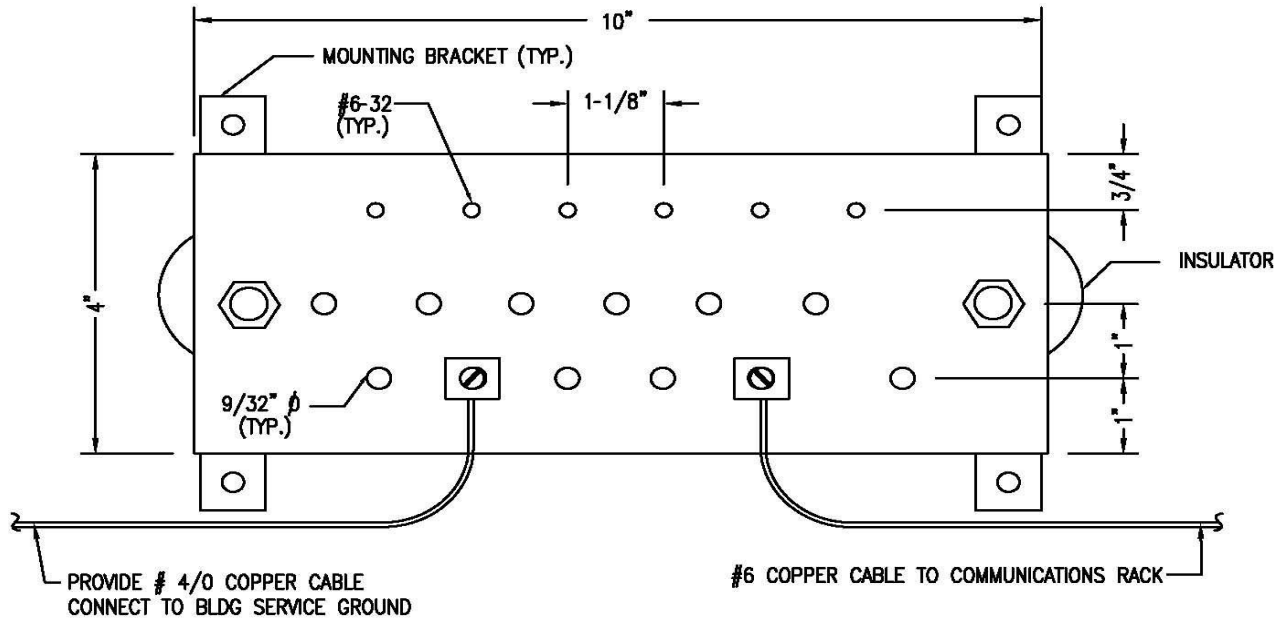 10"
MOUNTING BRACKET (TYP.)
#6-32
(TYP.)
1-1/8"
3/4"
INSULATOR
4"
1"
9/32" ϕ
(TYP.)
1"
PROVIDE # 4/0 COPPER CABLE
CONNECT TO BLDG SERVICE GROUND
#6 COPPER CABLE TO COMMUNICATIONS RACK